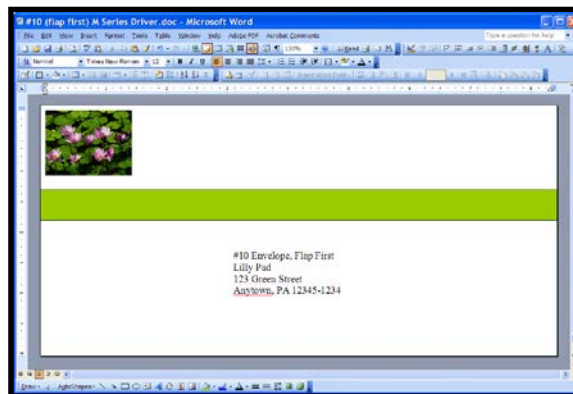 #10 (flap first) M Series Driver.doc - Microsoft Word
File Edit View Insert Format Tools Table Window Help Adobe PDF Acrobat Comments
Type a question for help
Normal Times New Roman 12
#10 Envelope, Flap First
Lilly Pad
123 Green Street
Anytown, PA 12345-1234
Draw AutoShapes